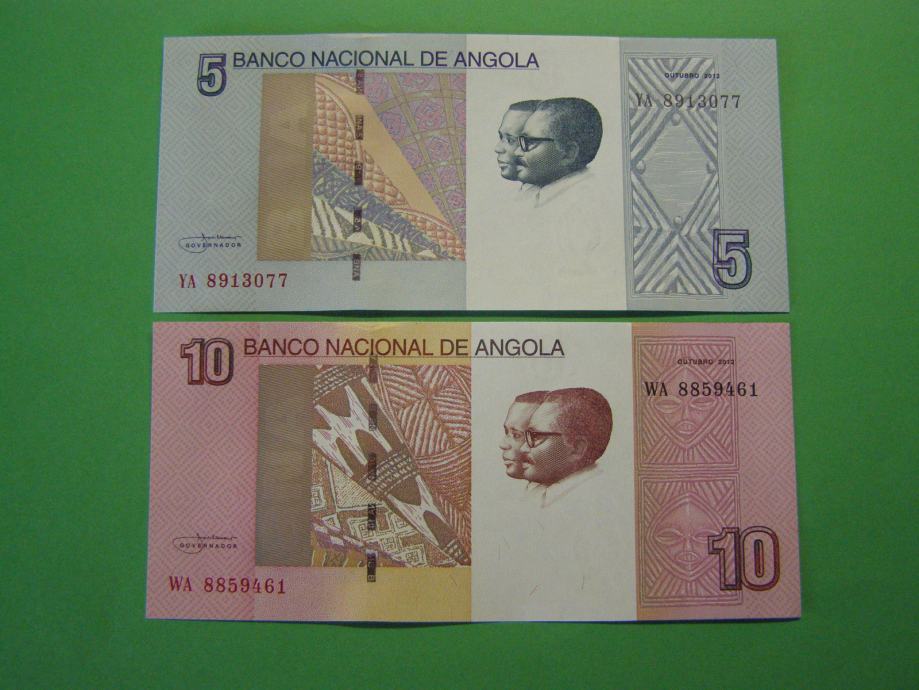 5 BANCO NACIONAL DE ANGOLA
OUTUBRO 2012
YA 8913077
GOVERNADOR
YA 8913077
5
10 BANCO NACIONAL DE ANGOLA
OUTUBRO 2012
WA 8859461
GOVERNADOR
WA 8859461
10